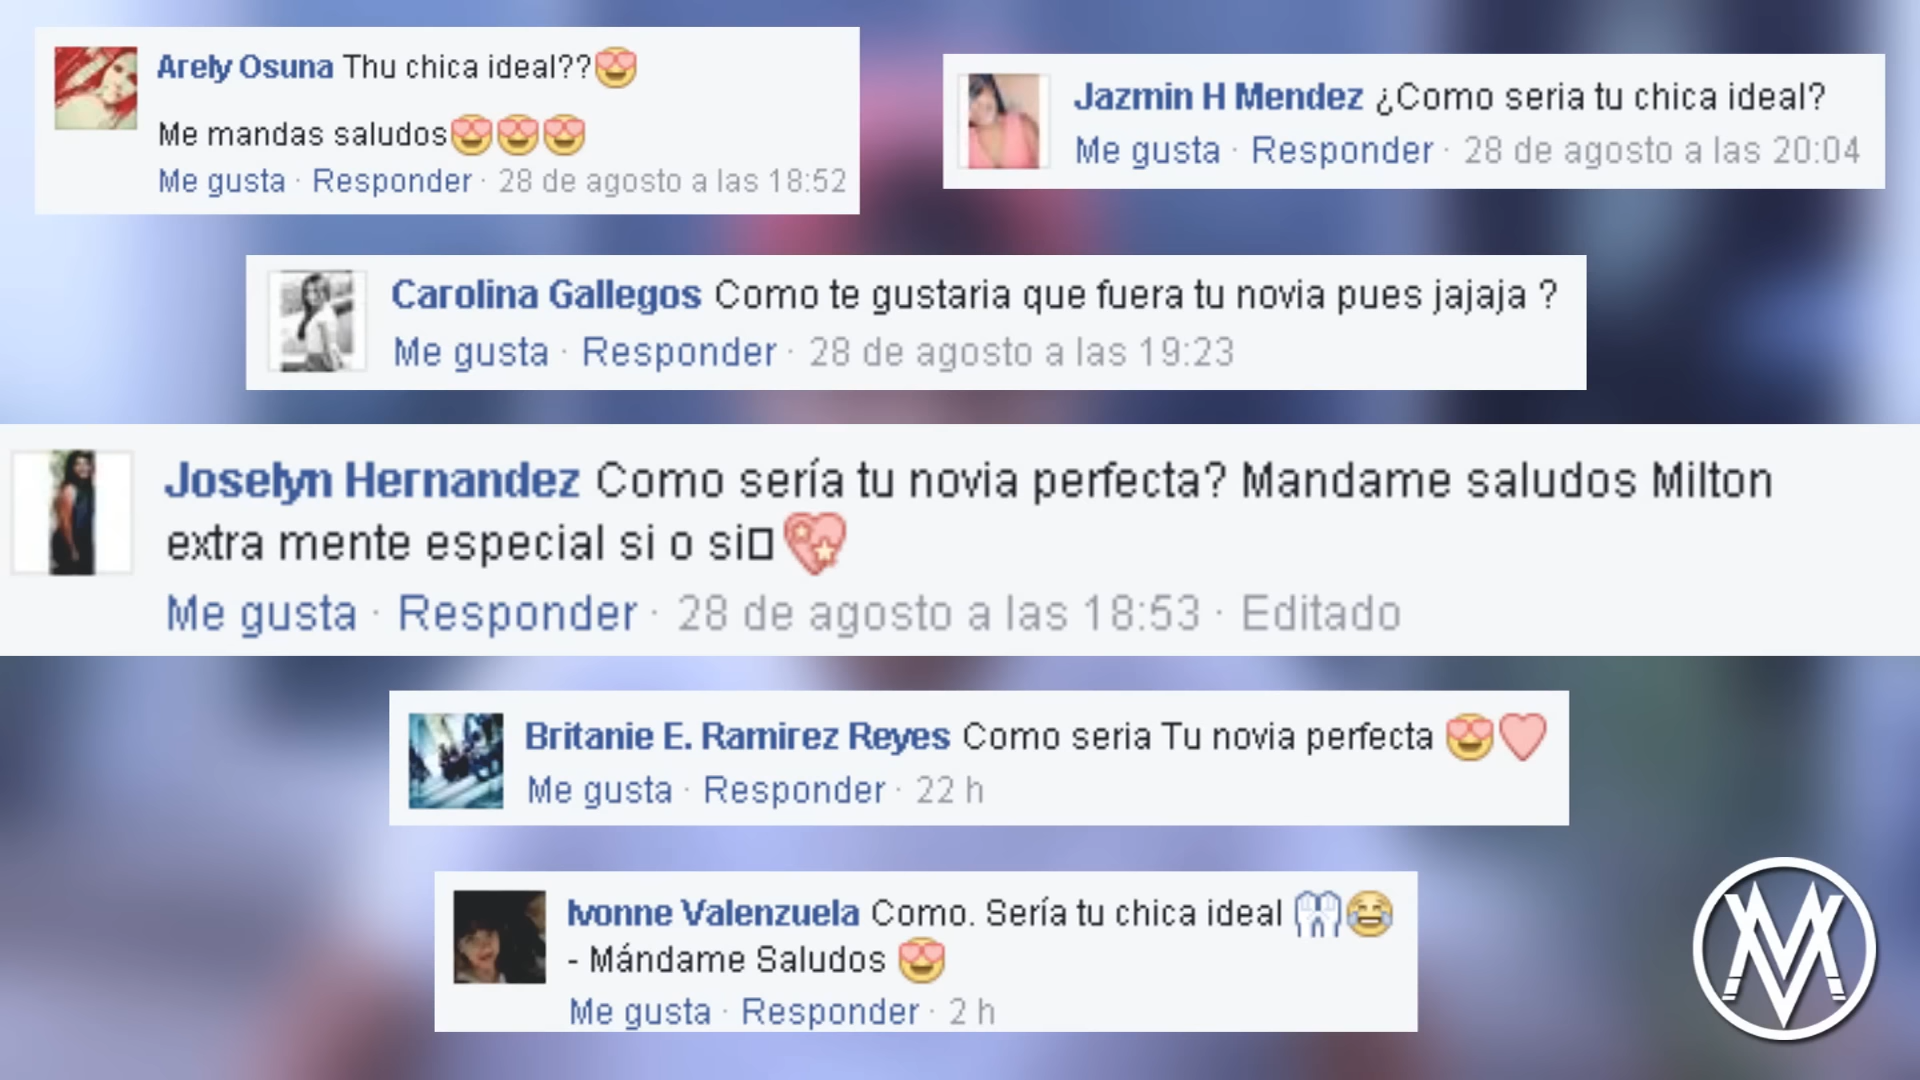 Arely Osuna Thu chica ideal??😍
Me mandas saludos😍😍😍
Me gusta · Responder · 28 de agosto a las 18:52
Jazmin H Mendez ¿Como seria tu chica ideal?
Me gusta · Responder · 28 de agosto a las 20:04
Carolina Gallegos Como te gustaria que fuera tu novia pues jajaja ?
Me gusta · Responder · 28 de agosto a las 19:23
Joselyn Hernandez Como sería tu novia perfecta? Mandame saludos Milton
extra mente especial si o si▯💖
Me gusta · Responder · 28 de agosto a las 18:53 · Editado
Britanie E. Ramirez Reyes Como seria Tu novia perfecta 😍❤
Me gusta · Responder · 22 h
Ivonne Valenzuela Como. Sería tu chica ideal 🙌😂
- Mándame Saludos 😍
Me gusta · Responder · 2 h
MV